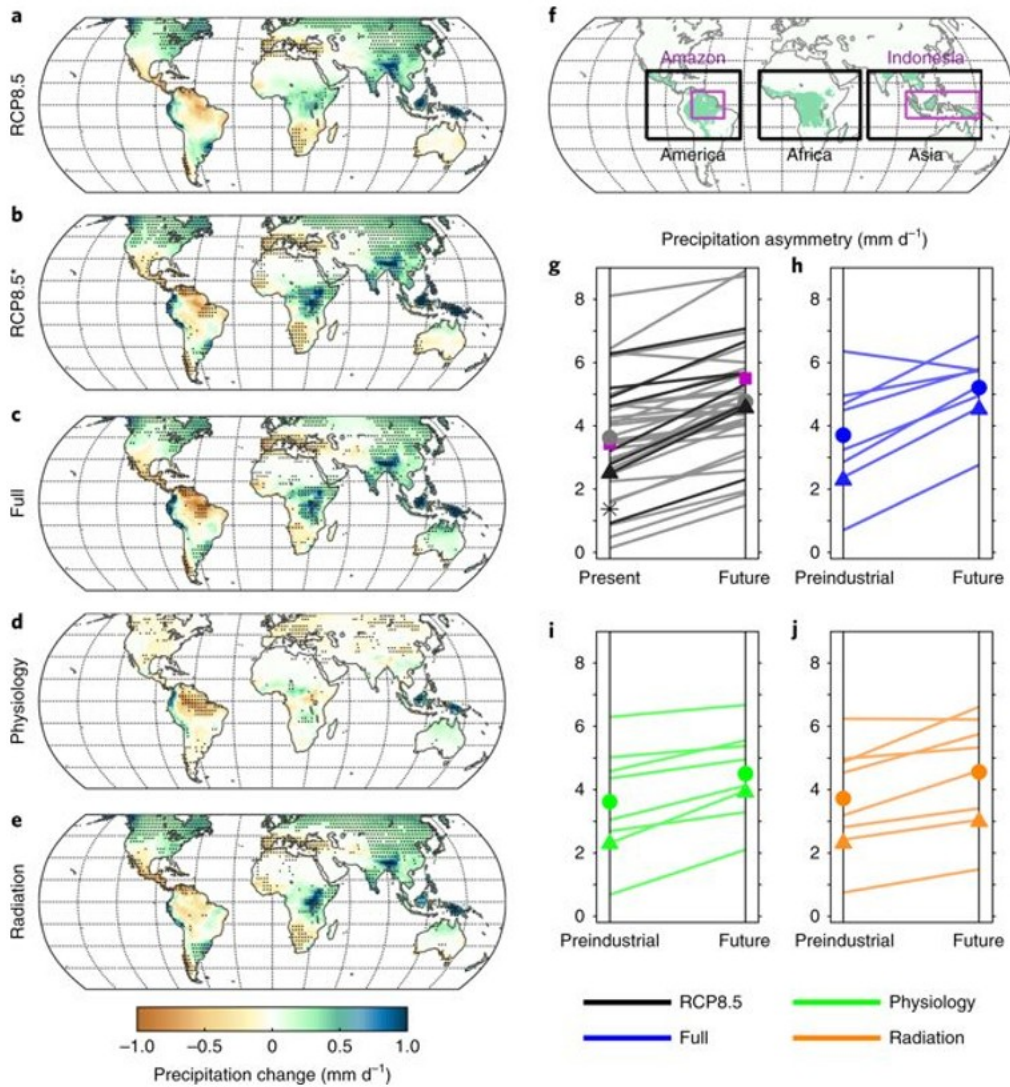 a
RCP8.5
b
RCP8.5*
c
Full
d
Physiology
e
Radiation
−1.0 −0.5 0 0.5 1.0
Precipitation change (mm d⁻¹)
f
Amazon Indonesia
America Africa Asia
Precipitation asymmetry (mm d⁻¹)
g
8
6
4
2
0
Present Future
h
8
6
4
2
0
Preindustrial Future
i
8
6
4
2
0
Preindustrial Future
j
8
6
4
2
0
Preindustrial Future
RCP8.5 Physiology
Full Radiation